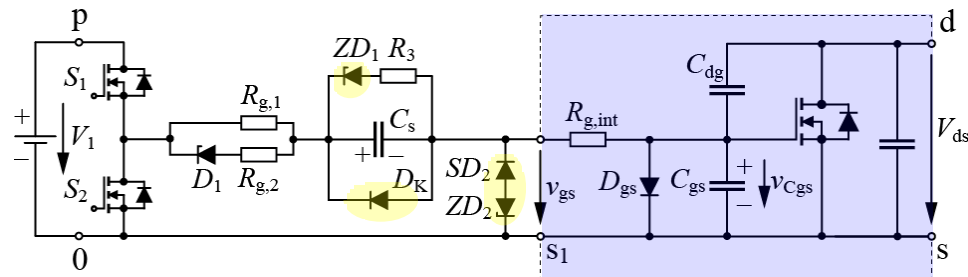 p
d
ZD1
R3
S1
Cdg
Rg,1
Cs
Rg,int
+
V1
+
−
Vds
−
D1
Rg,2
SD2
+
S2
DK
vgs
Dgs
Cgs
vCgs
ZD2
−
0
s1
s